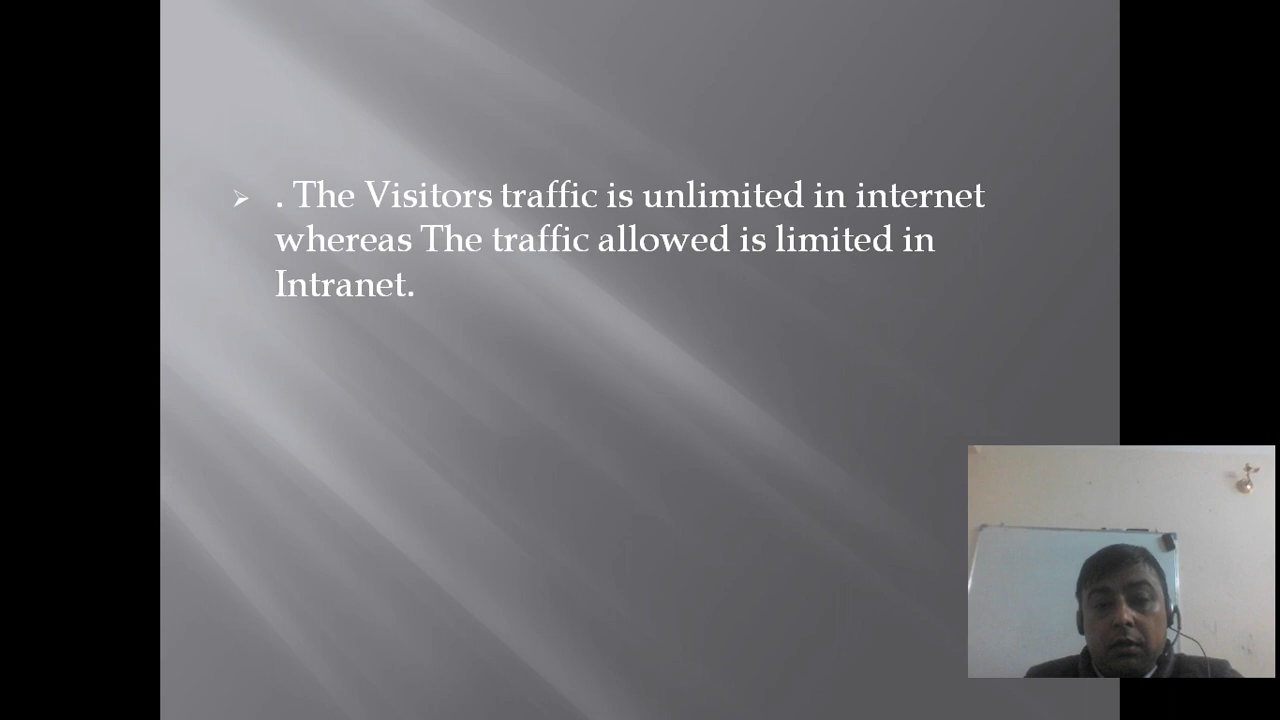 . The Visitors traffic is unlimited in internet
whereas The traffic allowed is limited in
Intranet.